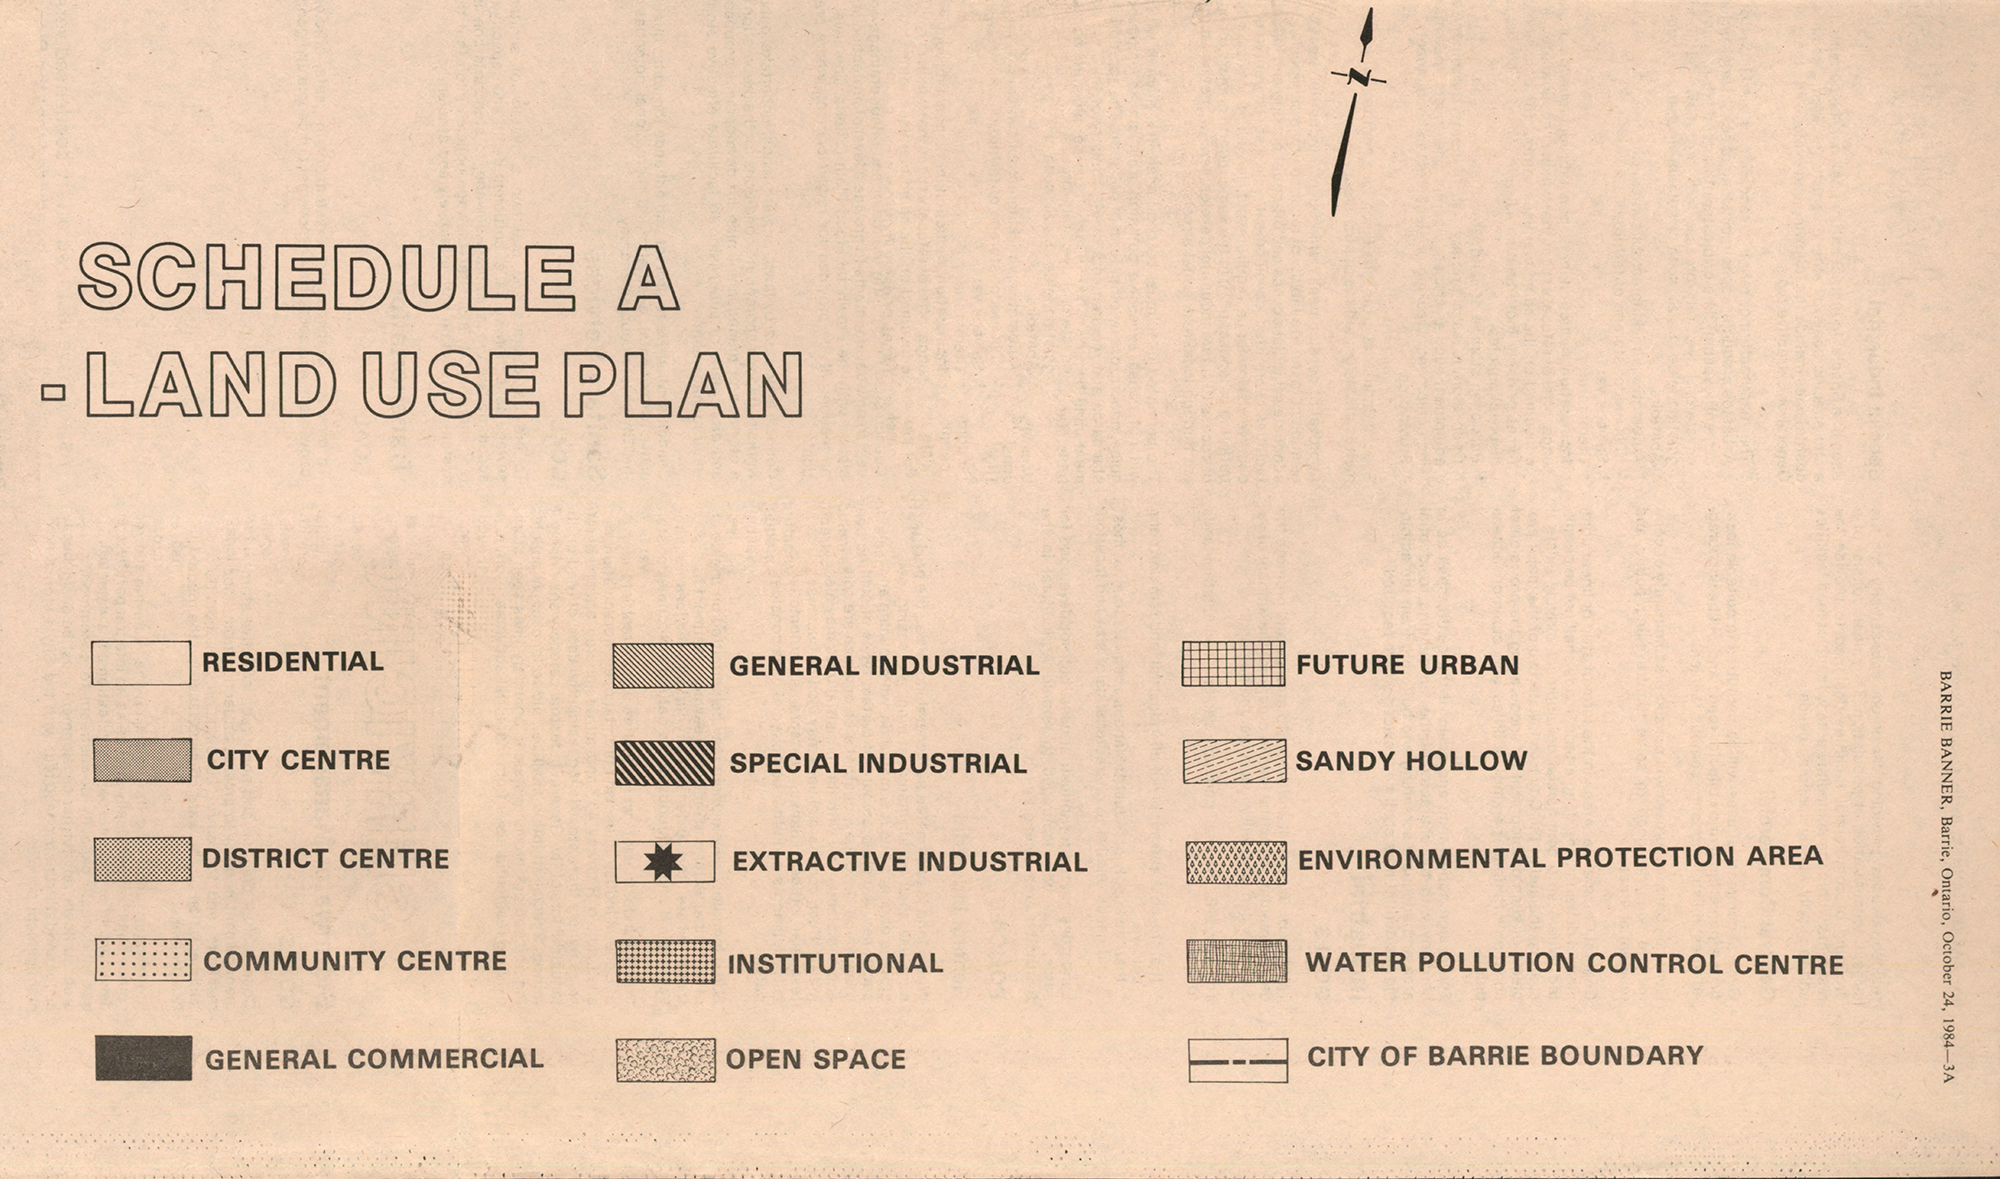 N
SCHEDULE A
- LAND USE PLAN
RESIDENTIAL
CITY CENTRE
DISTRICT CENTRE
COMMUNITY CENTRE
GENERAL COMMERCIAL
GENERAL INDUSTRIAL
SPECIAL INDUSTRIAL
EXTRACTIVE INDUSTRIAL
INSTITUTIONAL
OPEN SPACE
FUTURE URBAN
SANDY HOLLOW
ENVIRONMENTAL PROTECTION AREA
WATER POLLUTION CONTROL CENTRE
CITY OF BARRIE BOUNDARY
BARRIE BANNER, Barrie, Ontario, October 24, 1984—3A